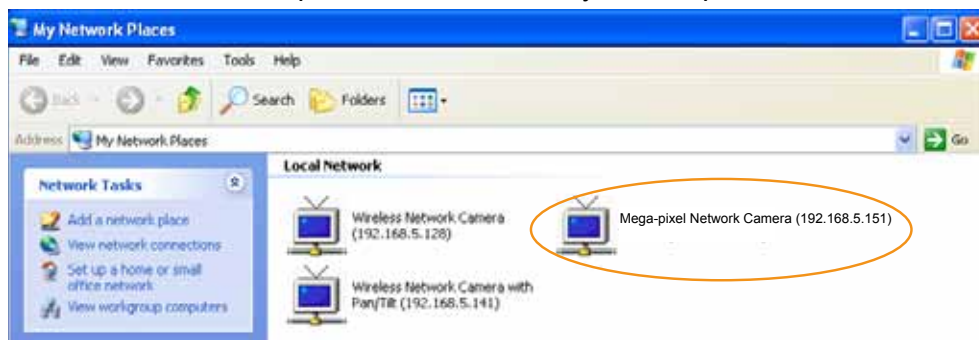 My Network Places
File Edit View Favorites Tools Help
Back Search Folders
Address My Network Places Go
Local Network
Network Tasks
Add a network place
View network connections
Set up a home or small
office network
View workgroup computers
Wireless Network Camera
(192.168.5.128)
Mega-pixel Network Camera (192.168.5.151)
Wireless Network Camera with
Pan/Tilt (192.168.5.141)